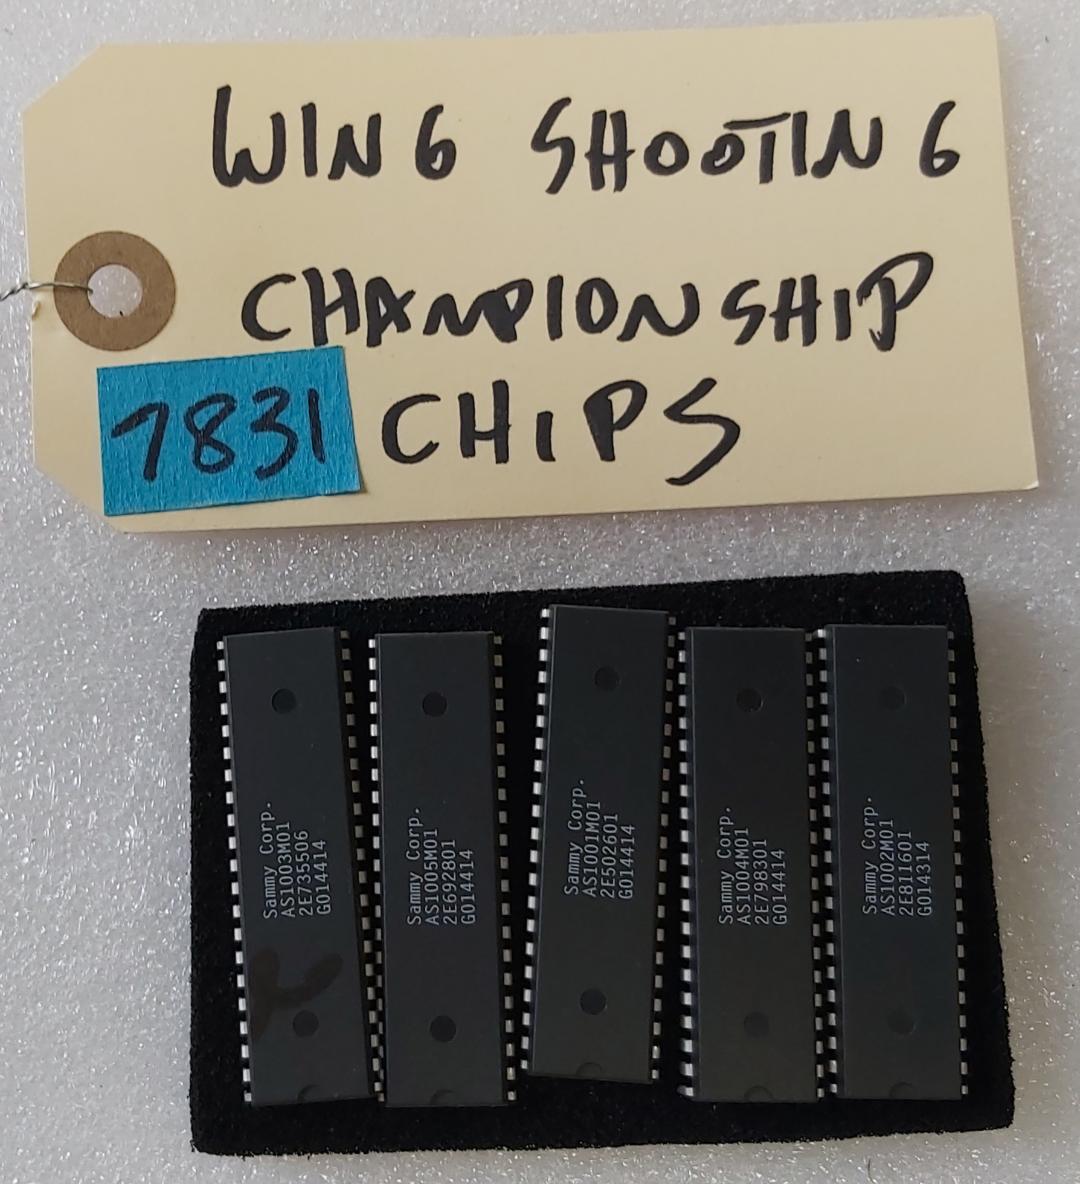 WING SHOOTING
CHAMPIONSHIP
7831 CHIPS
Sammy Corp.
AS1003M01
2E735506
G014414
Sammy Corp.
AS1005M01
2E692801
G014414
Sammy Corp.
AS1001M01
2E502601
G014414
Sammy Corp.
AS1004M01
2E798301
G014414
Sammy Corp.
AS1002M01
2E811601
G014314